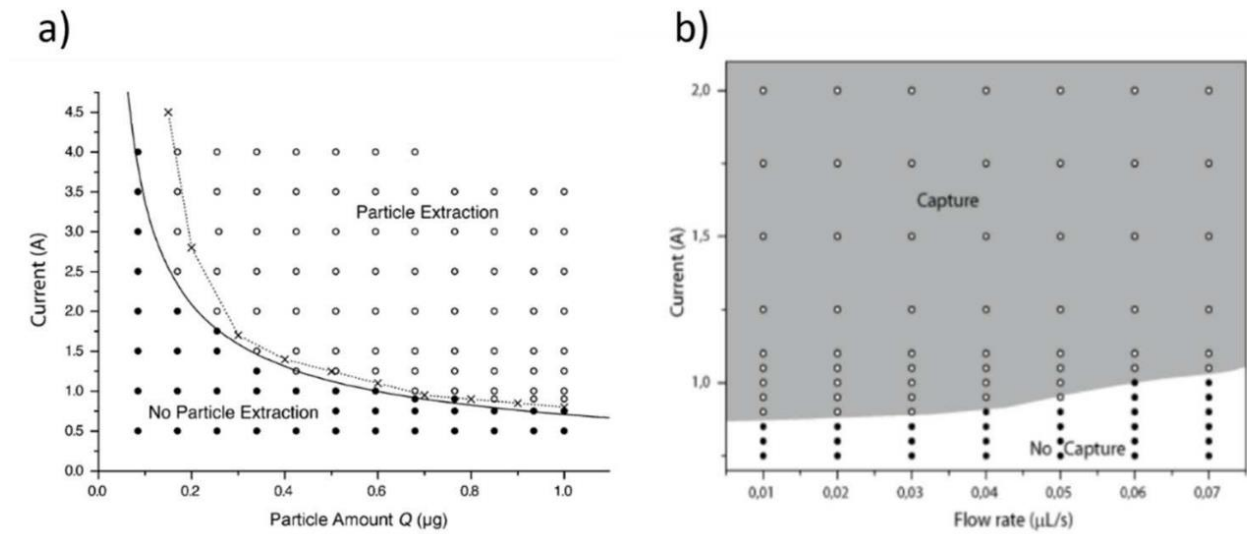 a)
4.5
4.0
3.5
3.0
2.5
2.0
1.5
1.0
0.5
0.0
Current (A)
Particle Extraction
No Particle Extraction
0.0 0.2 0.4 0.6 0.8 1.0
Particle Amount Q (μg)
b)
2,0
1,5
1,0
Current (A)
Capture
No Capture
0,01 0,02 0,03 0,04 0,05 0,06 0,07
Flow rate (μL/s)